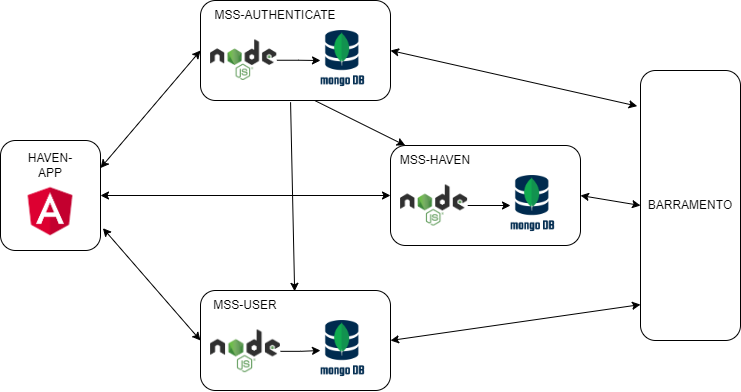 MSS-AUTHENTICATE
node
JS
mongo DB
HAVEN-
APP
A
MSS-HAVEN
node
JS
mongo DB
BARRAMENTO
MSS-USER
node
JS
mongo DB